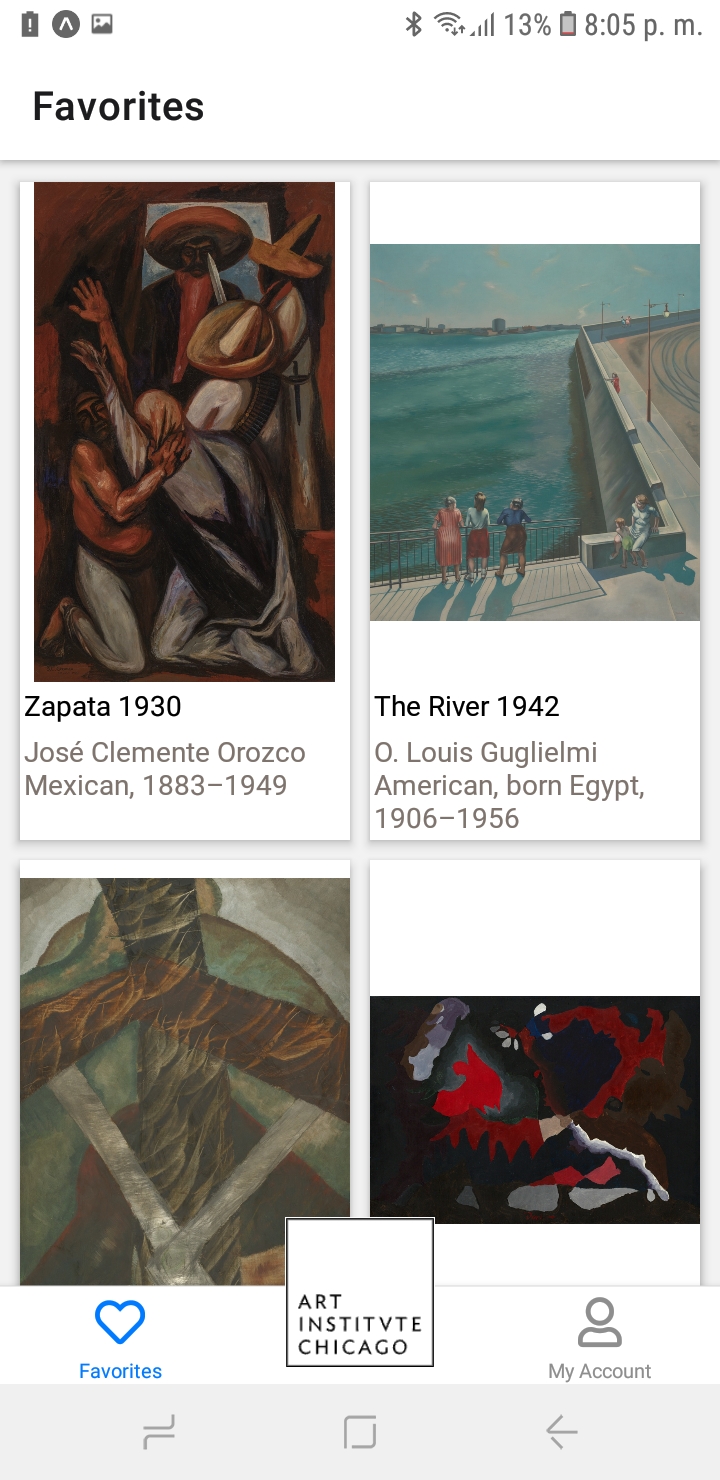 13% 8:05 p. m.
Favorites
Zapata 1930
José Clemente Orozco
Mexican, 1883–1949
The River 1942
O. Louis Guglielmi
American, born Egypt,
1906–1956
ART
INSTITVTE
CHICAGO
Favorites
My Account